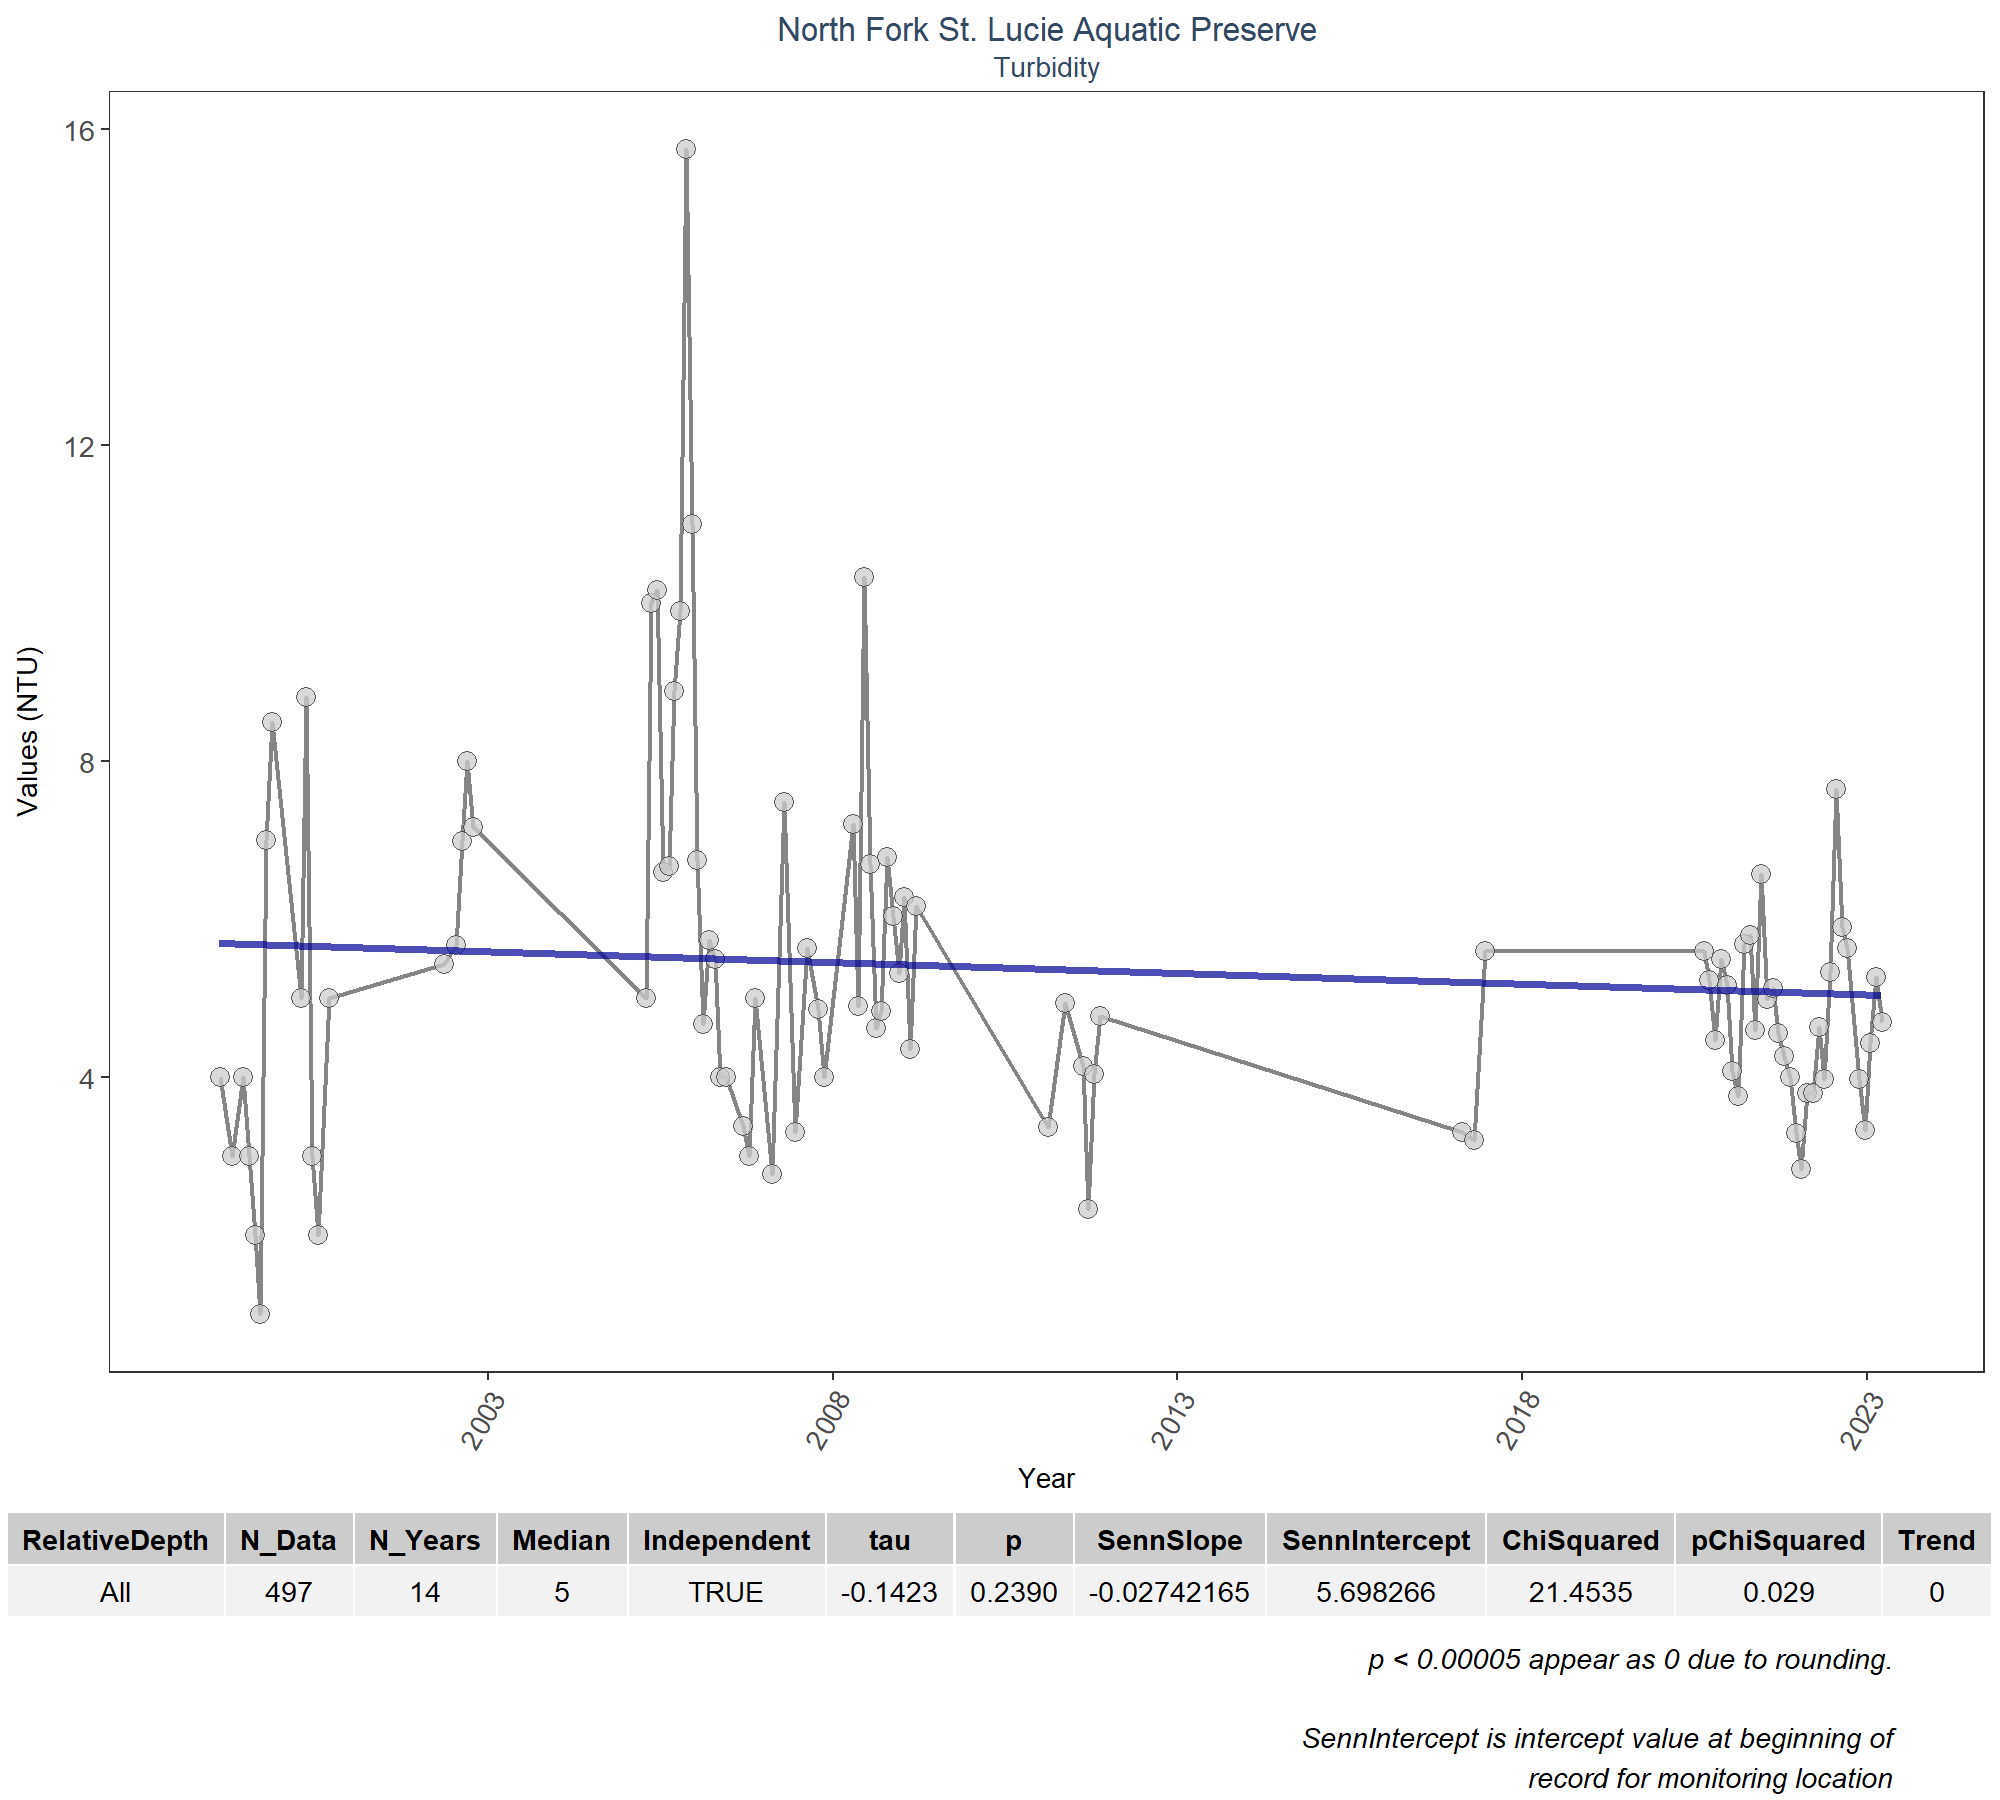 North Fork St. Lucie Aquatic Preserve
Turbidity
16
12
8
4
Values (NTU)
2003 2008 2013 2018 2023
Year
RelativeDepth N_Data N_Years Median Independent tau p SennSlope SennIntercept ChiSquared pChiSquared Trend
All 497 14 5 TRUE -0.1423 0.2390 -0.02742165 5.698266 21.4535 0.029 0
p < 0.00005 appear as 0 due to rounding.
SennIntercept is intercept value at beginning of
record for monitoring location